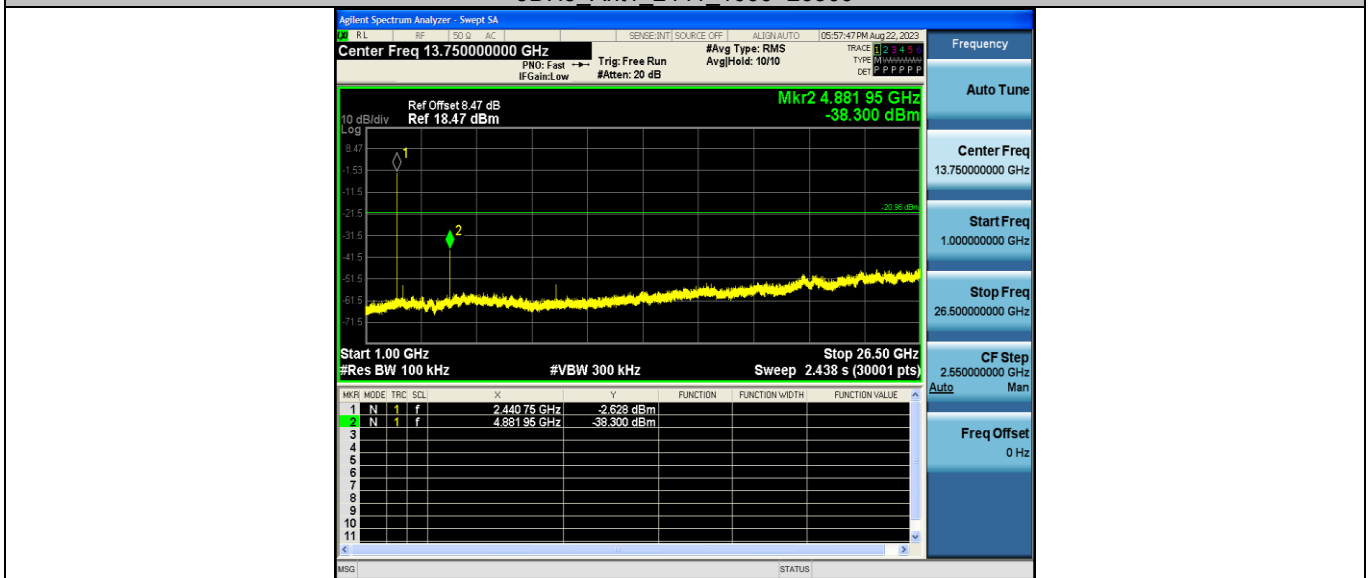 Agilent Spectrum Analyzer - Swept SA
RL RF 50 Ω AC SENSE:INT SOURCE OFF ALIGN AUTO 05:57:47 PM Aug 22, 2023
Center Freq 13.750000000 GHz
PNO: Fast
IFGain:Low
Trig: Free Run
#Atten: 20 dB
#Avg Type: RMS
Avg|Hold: 10/10
TRACE 1 2 3 4 5 6
TYPE M
DET P P P P P P
Mkr2 4.881 95 GHz
-38.300 dBm
Ref Offset 8.47 dB
10 dB/div Ref 18.47 dBm
Log
8.47
-1.53
-11.5
-21.5
-31.5
-41.5
-51.5
-61.5
-71.5
1
2
-20.96 dBm
Start 1.00 GHz Stop 26.50 GHz
#Res BW 100 kHz #VBW 300 kHz Sweep 2.438 s (30001 pts)
MKR MODE TRC SCL X Y FUNCTION FUNCTION WIDTH FUNCTION VALUE
1 N 1 f 2.440 75 GHz -2.628 dBm
2 N 1 f 4.881 95 GHz -38.300 dBm
3
4
5
6
7
8
9
10
11
MSG STATUS
Frequency
Auto Tune
Center Freq
13.750000000 GHz
Start Freq
1.000000000 GHz
Stop Freq
26.500000000 GHz
CF Step
2.550000000 GHz
Auto Man
Freq Offset
0 Hz